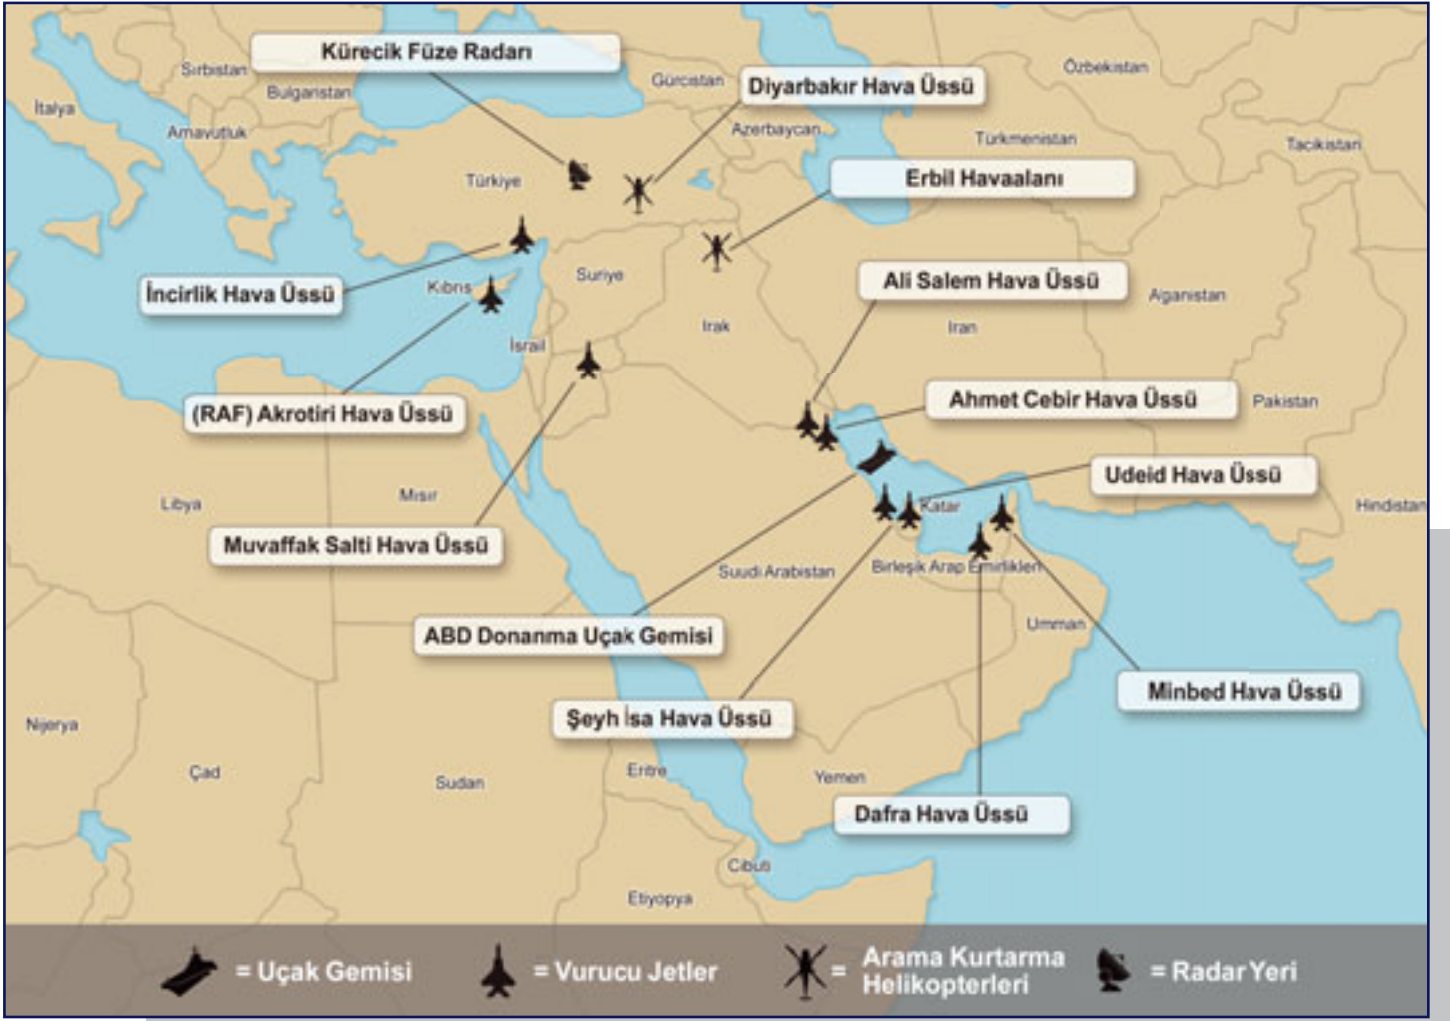 Kürecik Füze Radarı
Sırbistan
Gürcistan
Özbekistan
Diyarbakır Hava Üssü
Bulgaristan
İtalya
Arnavutluk
Azerbaycan
Türkmenistan
Tacikistan
Türkiye
Erbil Havaalanı
Suriye
Ali Salem Hava Üssü
Kıbrıs
İncirlik Hava Üssü
Afganistan
Irak
Iran
İsrail
Ahmet Cebir Hava Üssü
Pakistan
(RAF) Akrotiri Hava Üssü
Udeid Hava Üssü
Mısır
Libya
Katar
Hindistan
Muvaffak Salti Hava Üssü
Suudi Arabistan
Birleşik Arap Emirlikleri
Umman
ABD Donanma Uçak Gemisi
Minbed Hava Üssü
Şeyh İsa Hava Üssü
Nijerya
Çad
Sudan
Eritre
Yemen
Dafra Hava Üssü
Cibuti
Etiyopya
= Uçak Gemisi
= Vurucu Jetler
= Arama Kurtarma
Helikopterleri
= Radar Yeri